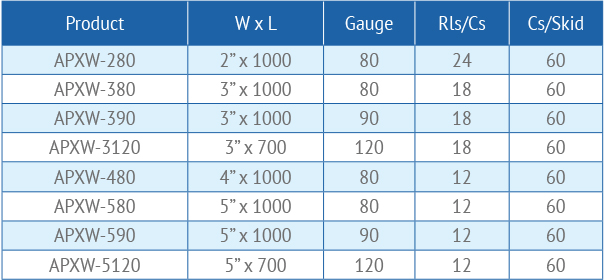 Product W x L Gauge Rls/Cs Cs/Skid
APXW-280 2” x 1000 80 24 60
APXW-380 3” x 1000 80 18 60
APXW-390 3” x 1000 90 18 60
APXW-3120 3” x 700 120 18 60
APXW-480 4” x 1000 80 12 60
APXW-580 5” x 1000 80 12 60
APXW-590 5” x 1000 90 12 60
APXW-5120 5” x 700 120 12 60